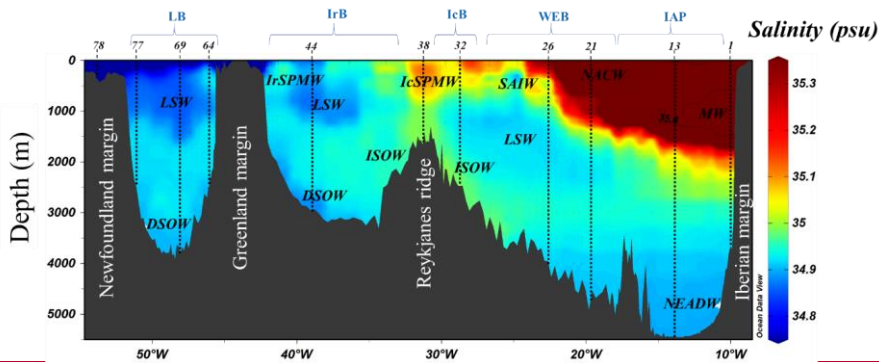 LB IrB IcB WEB IAP
78 77 69 64 44 38 32 26 21 13 1
Salinity (psu)
0
1000
2000
3000
4000
5000
Depth (m)
LSW
DSOW
IrSPMW
LSW
DSOW
ISOW
IcSPMW
ISOW
SAIW
LSW
NACW
MW
35.8
NEADW
Newfoundland margin
Greenland margin
Reykjanes ridge
Iberian margin
50°W 40°W 30°W 20°W 10°W
Ocean Data View
35.3
35.2
35.1
35
34.9
34.8